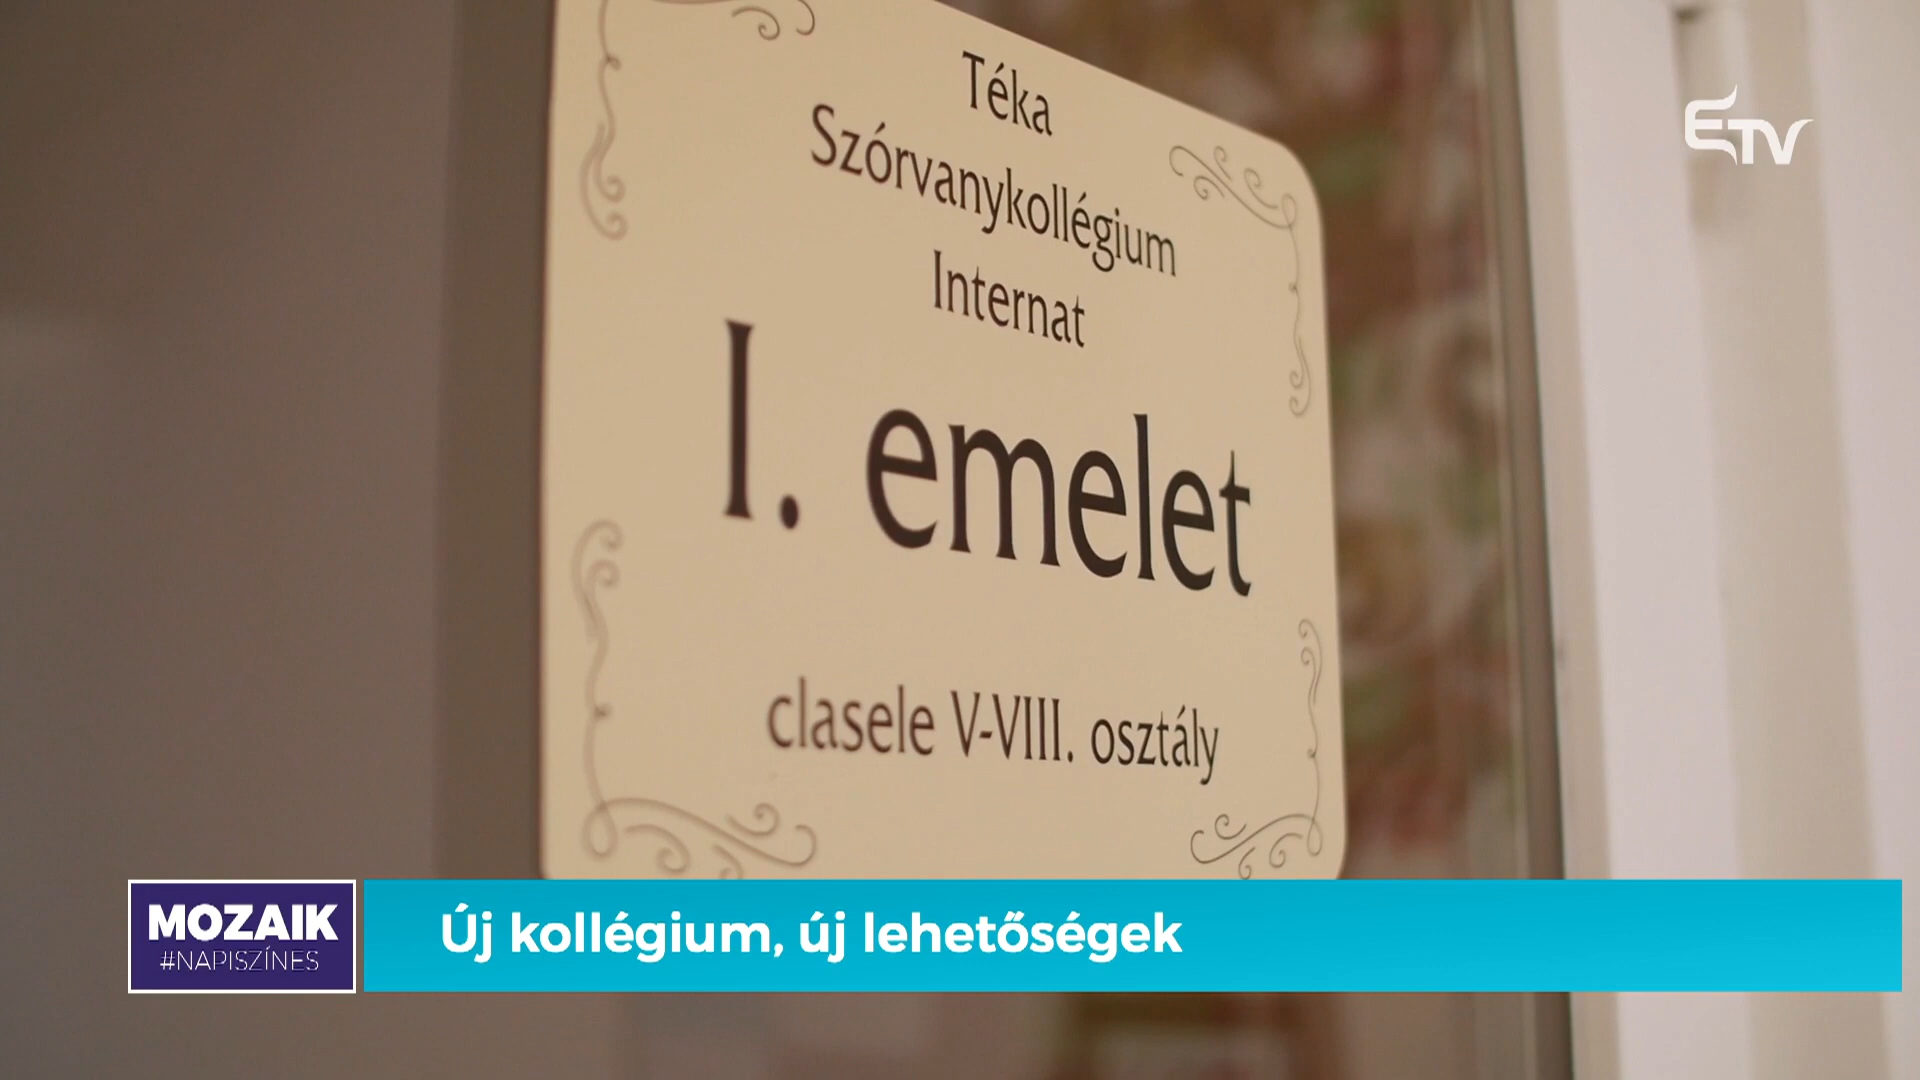 Téka
Szórvanykollégium
Internat
I. emelet
clasele V-VIII. osztály
ETV
MOZAIK
#NAPISZÍNES
Új kollégium, új lehetőségek